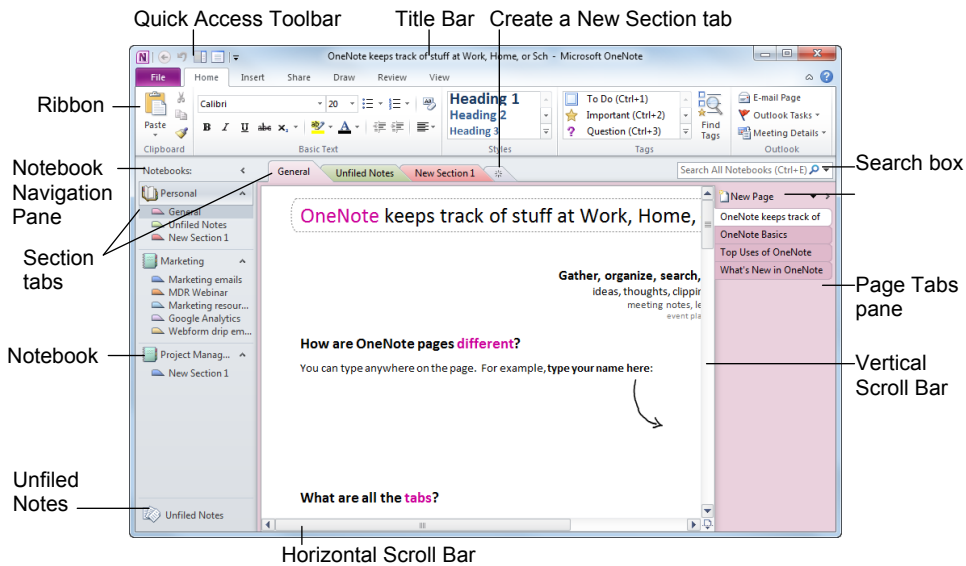 Quick Access Toolbar
Title Bar
Create a New Section tab
OneNote keeps track of stuff at Work, Home, or Sch - Microsoft OneNote
File
Home
Insert
Share
Draw
Review
View
Ribbon
Paste
Clipboard
Calibri
20
B I U abc x,
A
Basic Text
Heading 1
Heading 2
Heading 3
Styles
To Do (Ctrl+1)
Important (Ctrl+2)
? Question (Ctrl+3)
Find
Tags
Tags
E-mail Page
Outlook Tasks
Meeting Details
Outlook
Notebook
Navigation
Pane
Section
tabs
Notebook
Unfiled
Notes
Notebooks:
Personal
General
Unfiled Notes
New Section 1
Marketing
Marketing emails
MDR Webinar
Marketing resour...
Google Analytics
Webform drip em...
Project Manag...
New Section 1
Unfiled Notes
General
Unfiled Notes
New Section 1
Search All Notebooks (Ctrl+E)
OneNote keeps track of stuff at Work, Home,
Gather, organize, search,
ideas, thoughts, clippin
meeting notes, le
event pla
How are OneNote pages different?
You can type anywhere on the page. For example, type your name here:
What are all the tabs?
New Page
OneNote keeps track of
OneNote Basics
Top Uses of OneNote
What's New in OneNote
Search box
Page Tabs
pane
Vertical
Scroll Bar
Horizontal Scroll Bar